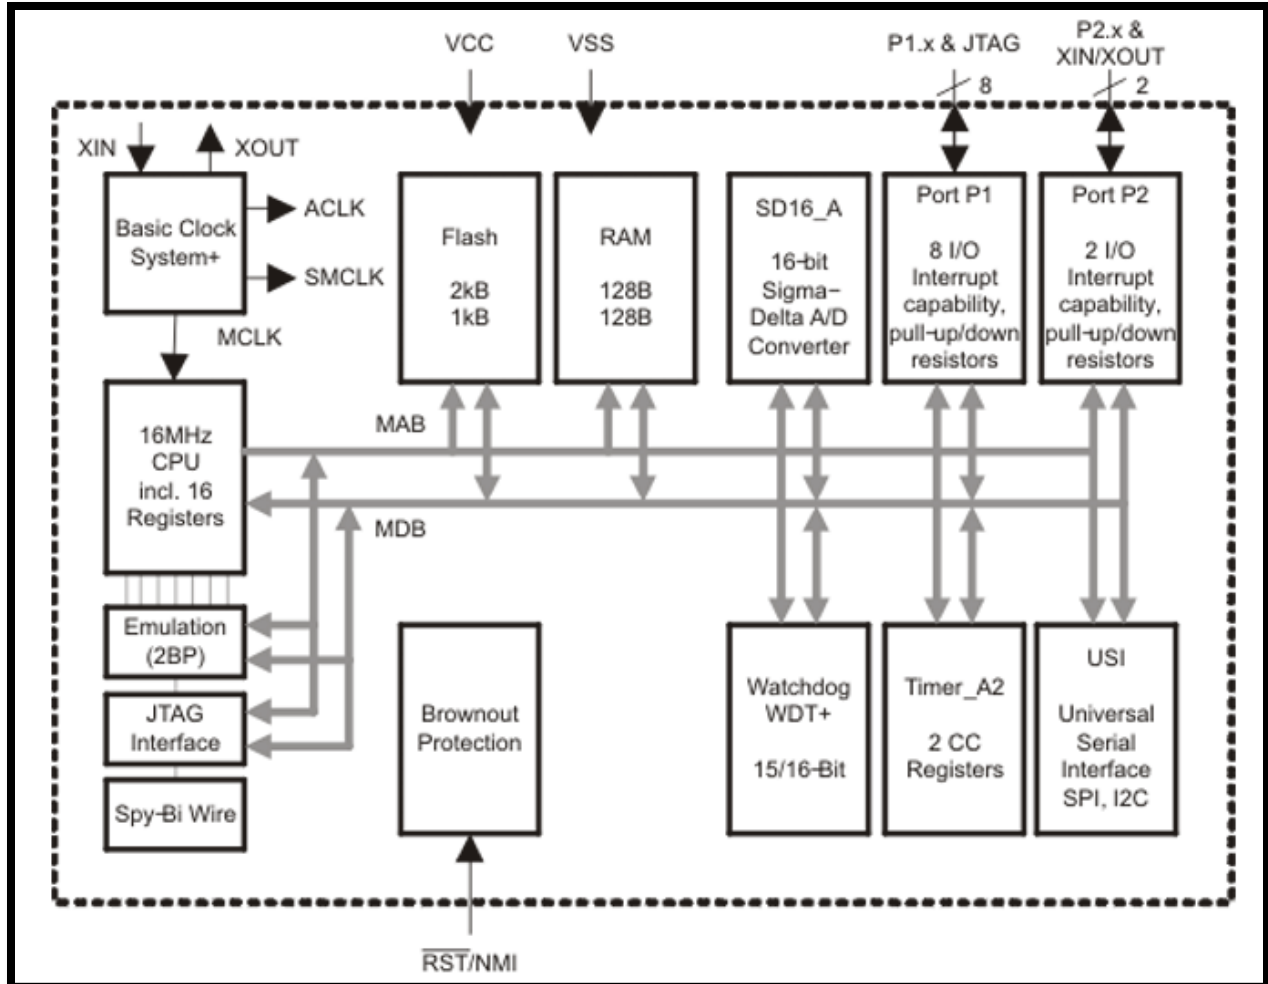 VCC
VSS
P1.x & JTAG
8
P2.x &
XIN/XOUT
2
XIN
XOUT
Basic Clock
System+
ACLK
SMCLK
MCLK
Flash
2kB
1kB
RAM
128B
128B
SD16_A
16-bit
Sigma-
Delta A/D
Converter
Port P1
8 I/O
Interrupt
capability,
pull-up/down
resistors
Port P2
2 I/O
Interrupt
capability,
pull-up/down
resistors
16MHz
CPU
incl. 16
Registers
MAB
MDB
Emulation
(2BP)
JTAG
Interface
Spy-Bi Wire
Brownout
Protection
Watchdog
WDT+
15/16-Bit
Timer_A2
2 CC
Registers
USI
Universal
Serial
Interface
SPI, I2C
RST/NMI